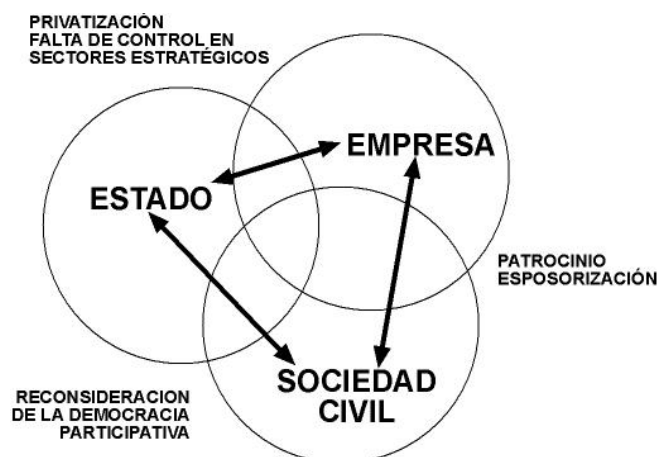 PRIVATIZACIÓN
FALTA DE CONTROL EN
SECTORES ESTRATÉGICOS
EMPRESA
ESTADO
PATROCINIO
ESPOSORIZACIÓN
SOCIEDAD
CIVIL
RECONSIDERACION
DE LA DEMOCRACIA
PARTICIPATIVA